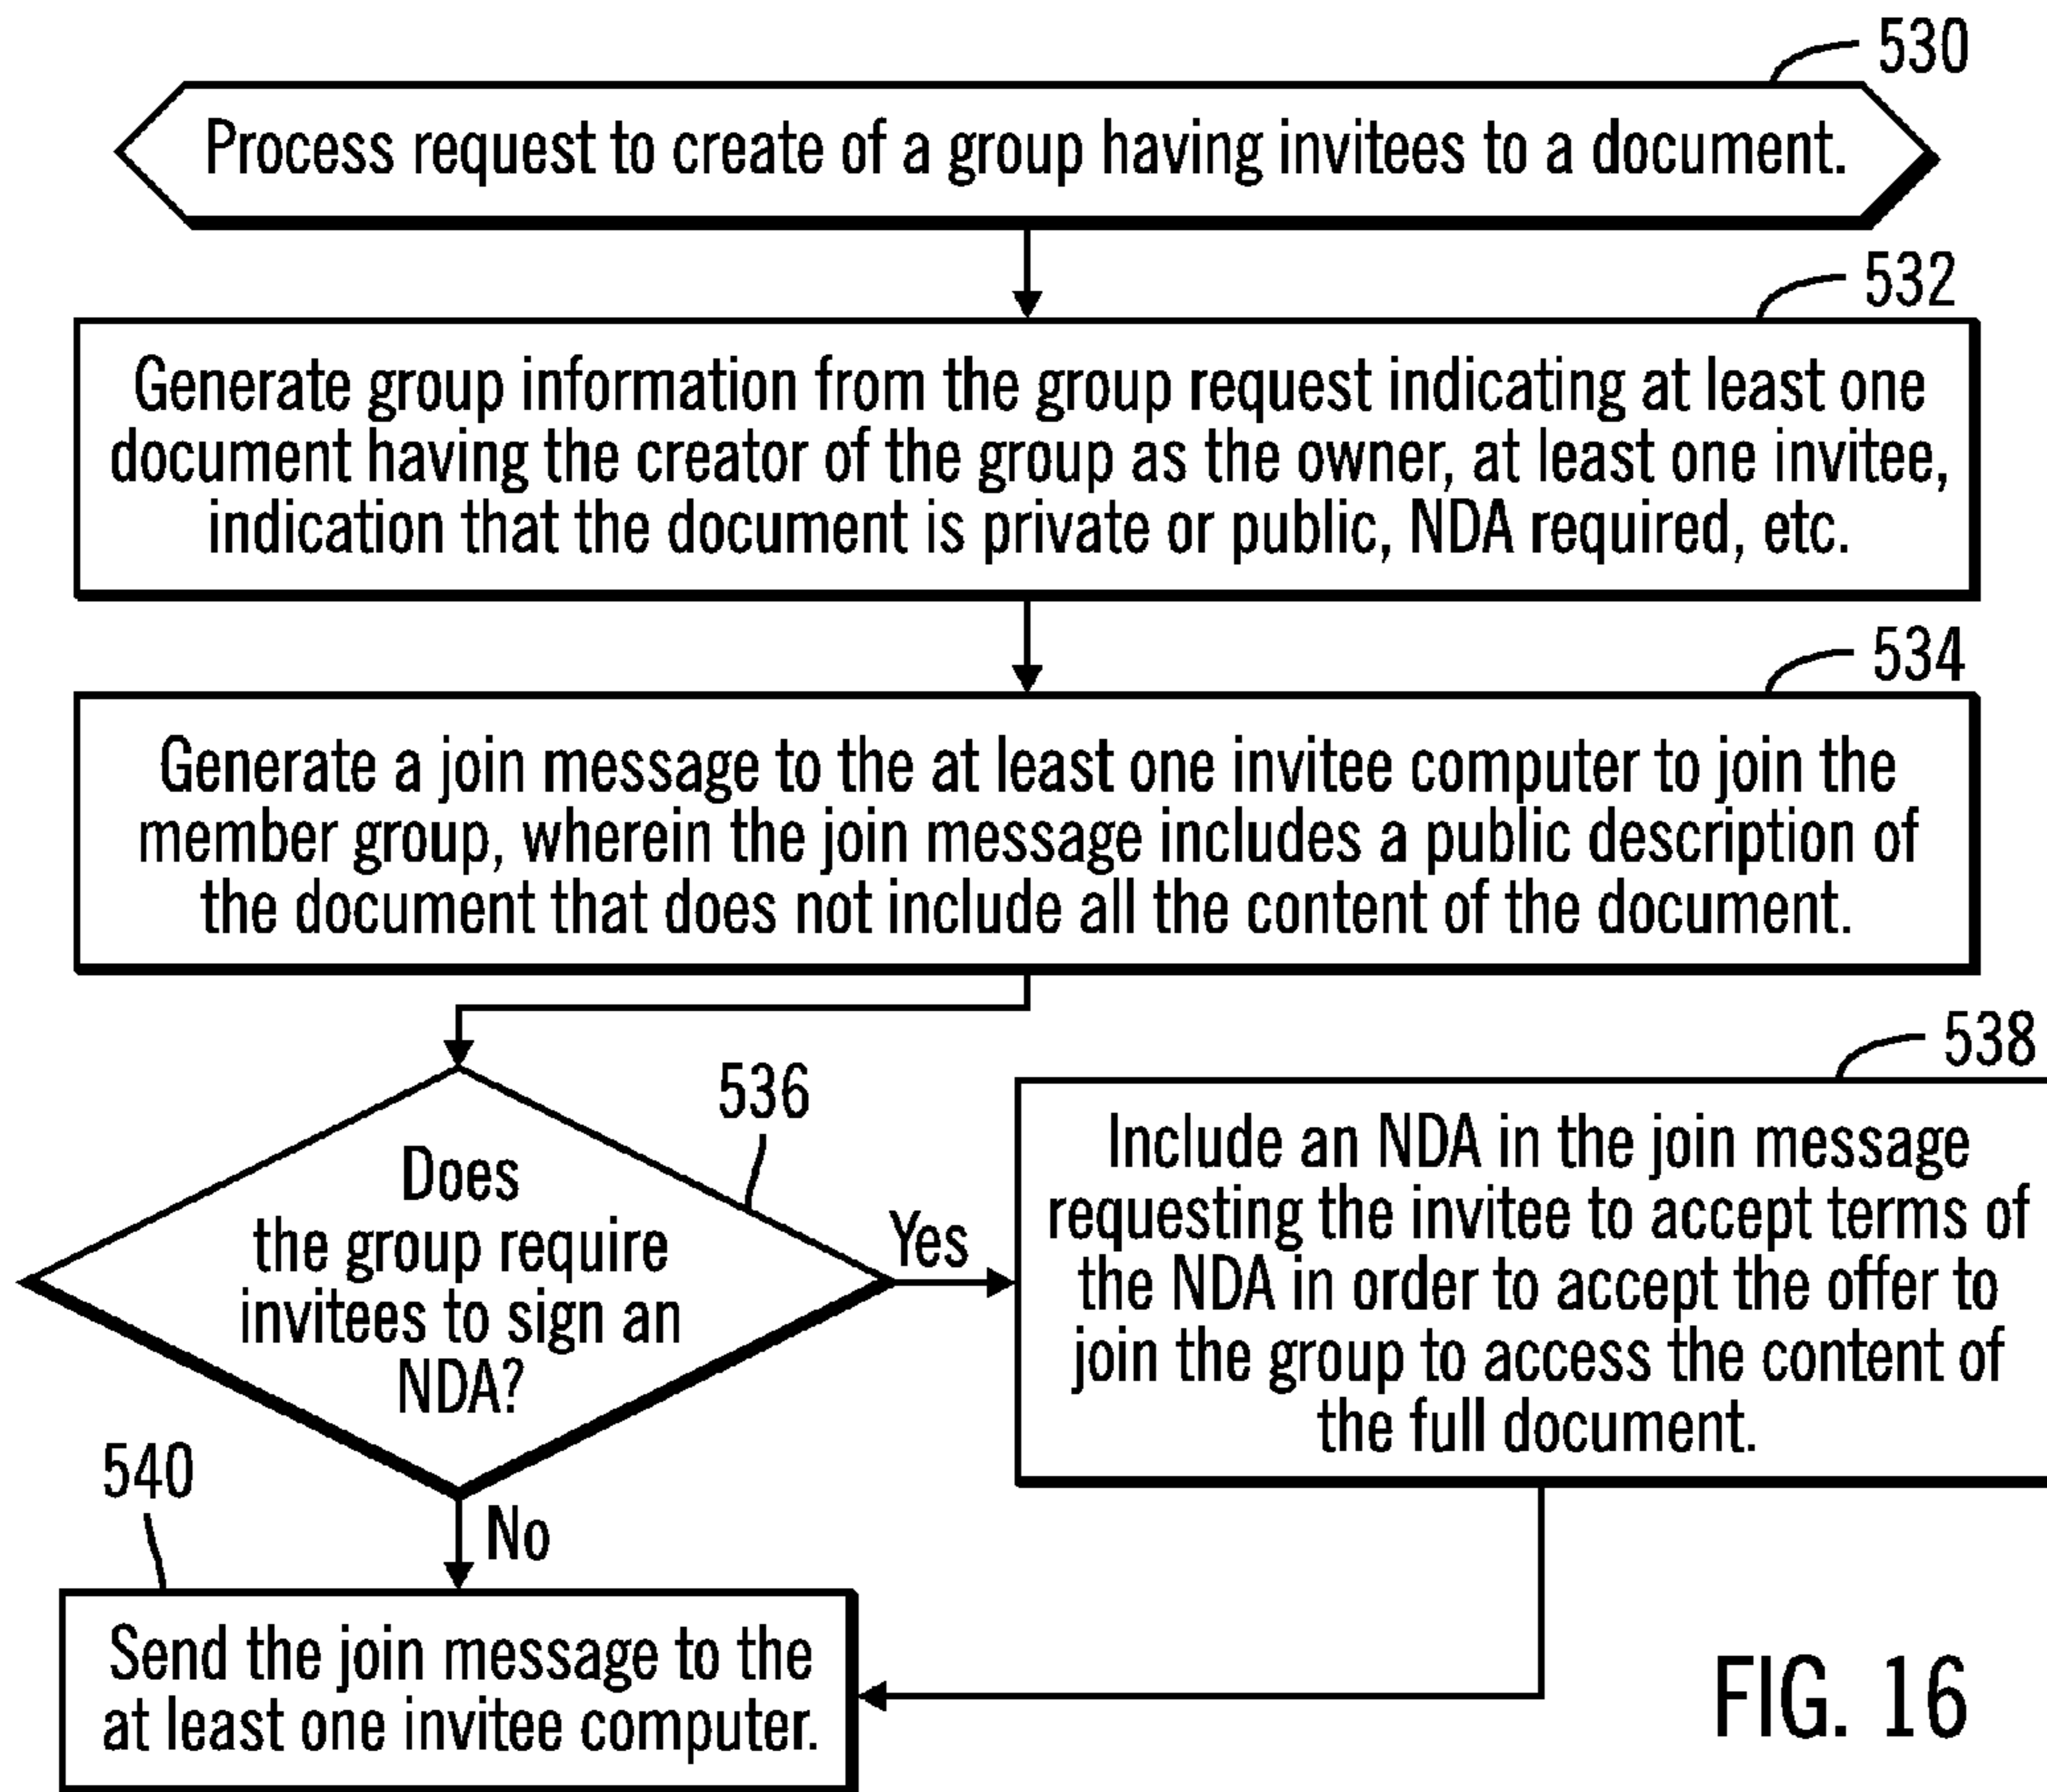 530
Process request to create of a group having invitees to a document.
532
Generate group information from the group request indicating at least one
document having the creator of the group as the owner, at least one invitee,
indication that the document is private or public, NDA required, etc.
534
Generate a join message to the at least one invitee computer to join the
member group, wherein the join message includes a public description of
the document that does not include all the content of the document.
536
Does
the group require
invitees to sign an
NDA?
Yes
No
538
Include an NDA in the join message
requesting the invitee to accept terms of
the NDA in order to accept the offer to
join the group to access the content of
the full document.
540
Send the join message to the
at least one invitee computer.
FIG. 16